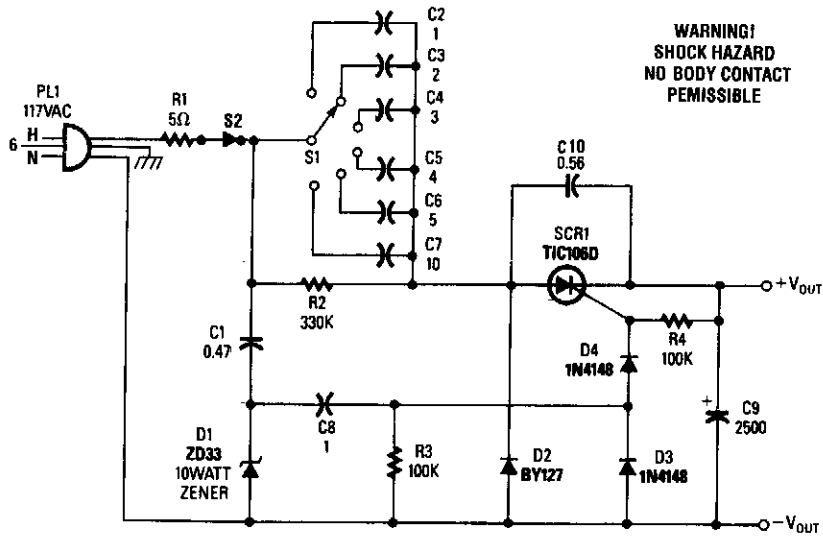 WARNING!
SHOCK HAZARD
NO BODY CONTACT
PEMISSIBLE
PL1
117VAC
H
6
N
R1
5Ω
S2
S1
C2
1
C3
2
C4
3
C5
4
C6
5
C7
10
C10
0.56
SCR1
TIC106D
+VOUT
R2
330K
C1
0.47
D4
1N4148
R4
100K
+
C9
2500
D1
ZD33
10WATT
ZENER
C8
1
R3
100K
D2
BY127
D3
1N4148
-VOUT